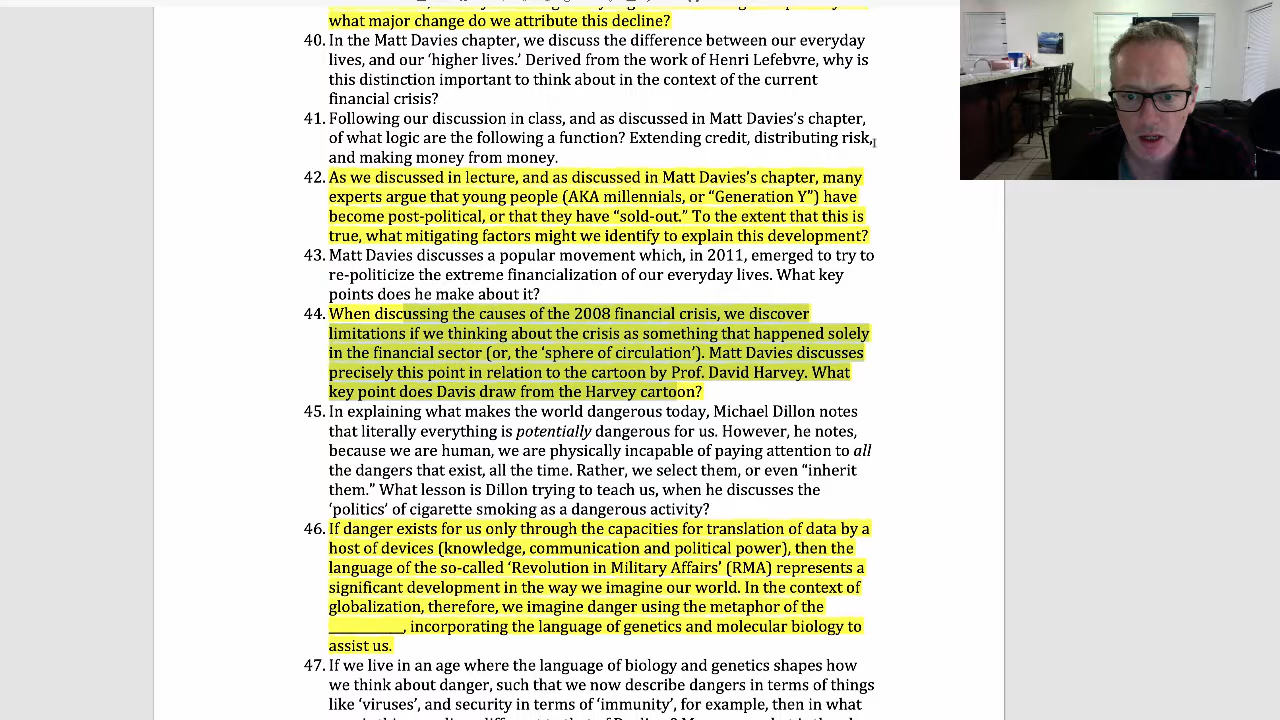 what major change do we attribute this decline?
40. In the Matt Davies chapter, we discuss the difference between our everyday
lives, and our ‘higher lives.’ Derived from the work of Henri Lefebvre, why is
this distinction important to think about in the context of the current
financial crisis?
41. Following our discussion in class, and as discussed in Matt Davies’s chapter,
of what logic are the following a function? Extending credit, distributing risk,
and making money from money.
42. As we discussed in lecture, and as discussed in Matt Davies’s chapter, many
experts argue that young people (AKA millennials, or “Generation Y”) have
become post-political, or that they have “sold-out.” To the extent that this is
true, what mitigating factors might we identify to explain this development?
43. Matt Davies discusses a popular movement which, in 2011, emerged to try to
re-politicize the extreme financialization of our everyday lives. What key
points does he make about it?
44. When discussing the causes of the 2008 financial crisis, we discover
limitations if we thinking about the crisis as something that happened solely
in the financial sector (or, the ‘sphere of circulation’). Matt Davies discusses
precisely this point in relation to the cartoon by Prof. David Harvey. What
key point does Davis draw from the Harvey cartoon?
45. In explaining what makes the world dangerous today, Michael Dillon notes
that literally everything is potentially dangerous for us. However, he notes,
because we are human, we are physically incapable of paying attention to all
the dangers that exist, all the time. Rather, we select them, or even “inherit
them.” What lesson is Dillon trying to teach us, when he discusses the
‘politics’ of cigarette smoking as a dangerous activity?
46. If danger exists for us only through the capacities for translation of data by a
host of devices (knowledge, communication and political power), then the
language of the so-called ‘Revolution in Military Affairs’ (RMA) represents a
significant development in the way we imagine our world. In the context of
globalization, therefore, we imagine danger using the metaphor of the
__________, incorporating the language of genetics and molecular biology to
assist us.
47. If we live in an age where the language of biology and genetics shapes how
we think about danger, such that we now describe dangers in terms of things
like ‘viruses’, and security in terms of ‘immunity’, for example, then in what